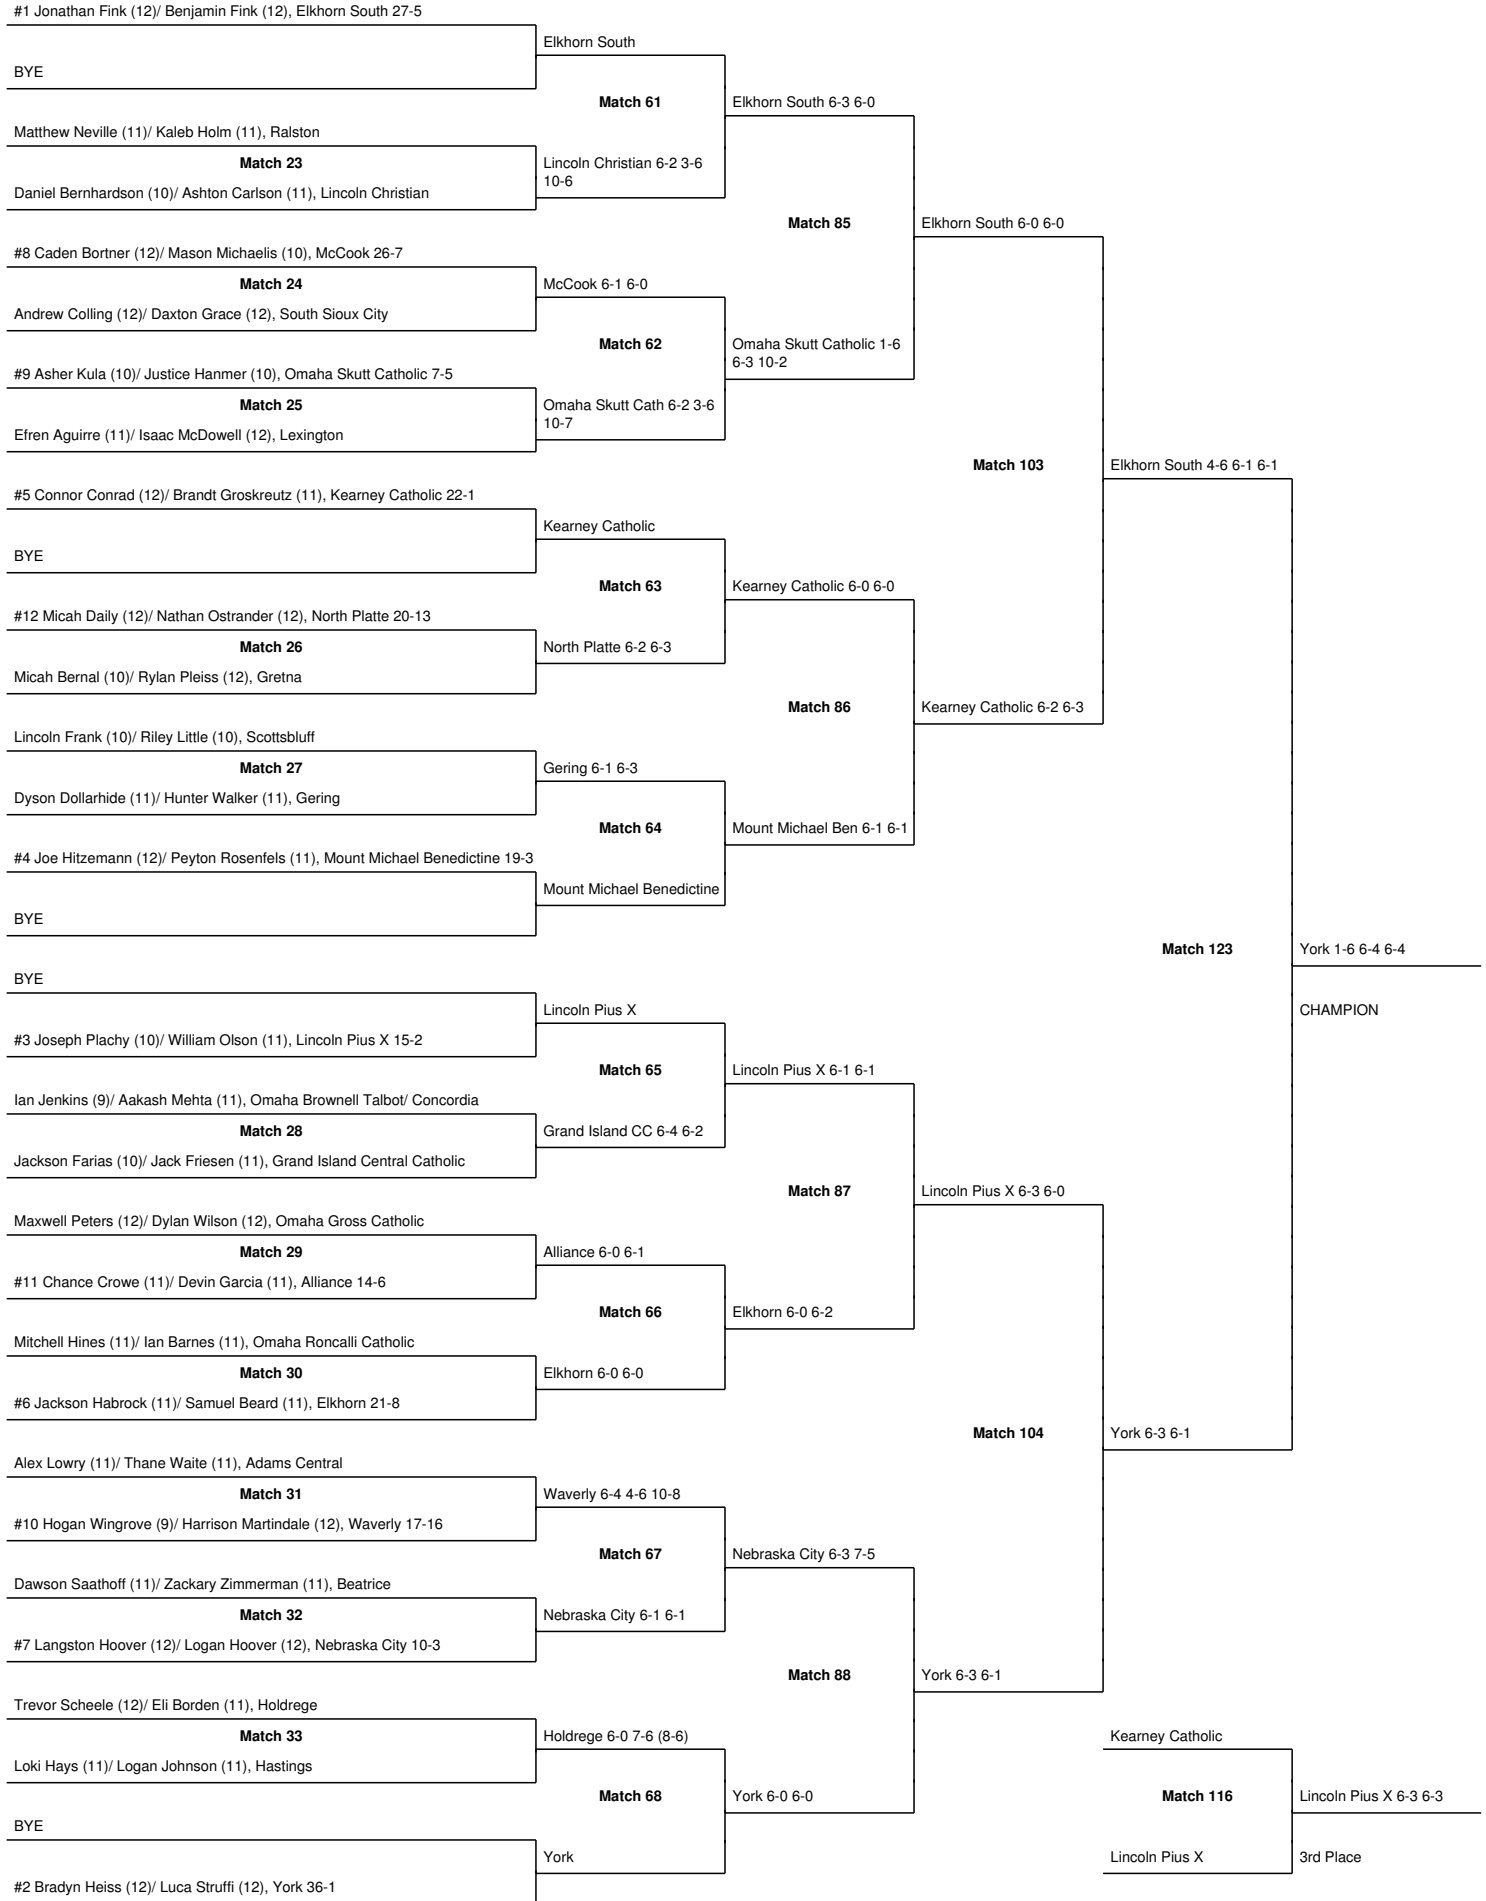 #1 Jonathan Fink (12)/ Benjamin Fink (12), Elkhorn South 27-5
Elkhorn South
BYE
Match 61
Elkhorn South 6-3 6-0
Matthew Neville (11)/ Kaleb Holm (11), Ralston
Match 23
Lincoln Christian 6-2 3-6
10-6
Daniel Bernhardson (10)/ Ashton Carlson (11), Lincoln Christian
Match 85
Elkhorn South 6-0 6-0
#8 Caden Bortner (12)/ Mason Michaelis (10), McCook 26-7
Match 24
McCook 6-1 6-0
Andrew Colling (12)/ Daxton Grace (12), South Sioux City
Match 62
Omaha Skutt Catholic 1-6
6-3 10-2
#9 Asher Kula (10)/ Justice Hanmer (10), Omaha Skutt Catholic 7-5
Match 25
Omaha Skutt Cath 6-2 3-6
10-7
Efren Aguirre (11)/ Isaac McDowell (12), Lexington
Match 103
Elkhorn South 4-6 6-1 6-1
#5 Connor Conrad (12)/ Brandt Groskreutz (11), Kearney Catholic 22-1
Kearney Catholic
BYE
Match 63
Kearney Catholic 6-0 6-0
#12 Micah Daily (12)/ Nathan Ostrander (12), North Platte 20-13
Match 26
North Platte 6-2 6-3
Micah Bernal (10)/ Rylan Pleiss (12), Gretna
Match 86
Kearney Catholic 6-2 6-3
Lincoln Frank (10)/ Riley Little (10), Scottsbluff
Match 27
Gering 6-1 6-3
Dyson Dollarhide (11)/ Hunter Walker (11), Gering
Match 64
Mount Michael Ben 6-1 6-1
#4 Joe Hitzemann (12)/ Peyton Rosenfels (11), Mount Michael Benedictine 19-3
Mount Michael Benedictine
BYE
Match 123
York 1-6 6-4 6-4
BYE
Lincoln Pius X
CHAMPION
#3 Joseph Plachy (10)/ William Olson (11), Lincoln Pius X 15-2
Match 65
Lincoln Pius X 6-1 6-1
Ian Jenkins (9)/ Aakash Mehta (11), Omaha Brownell Talbot/ Concordia
Match 28
Grand Island CC 6-4 6-2
Jackson Farias (10)/ Jack Friesen (11), Grand Island Central Catholic
Match 87
Lincoln Pius X 6-3 6-0
Maxwell Peters (12)/ Dylan Wilson (12), Omaha Gross Catholic
Match 29
Alliance 6-0 6-1
#11 Chance Crowe (11)/ Devin Garcia (11), Alliance 14-6
Match 66
Elkhorn 6-0 6-2
Mitchell Hines (11)/ Ian Barnes (11), Omaha Roncalli Catholic
Match 30
Elkhorn 6-0 6-0
#6 Jackson Habrock (11)/ Samuel Beard (11), Elkhorn 21-8
Match 104
York 6-3 6-1
Alex Lowry (11)/ Thane Waite (11), Adams Central
Match 31
Waverly 6-4 4-6 10-8
#10 Hogan Wingrove (9)/ Harrison Martindale (12), Waverly 17-16
Match 67
Nebraska City 6-3 7-5
Dawson Saathoff (11)/ Zackary Zimmerman (11), Beatrice
Match 32
Nebraska City 6-1 6-1
#7 Langston Hoover (12)/ Logan Hoover (12), Nebraska City 10-3
Match 88
York 6-3 6-1
Trevor Scheele (12)/ Eli Borden (11), Holdrege
Match 33
Holdrege 6-0 7-6 (8-6)
Kearney Catholic
Loki Hays (11)/ Logan Johnson (11), Hastings
Match 68
York 6-0 6-0
Match 116
Lincoln Pius X 6-3 6-3
BYE
York
Lincoln Pius X
3rd Place
#2 Bradyn Heiss (12)/ Luca Struffi (12), York 36-1